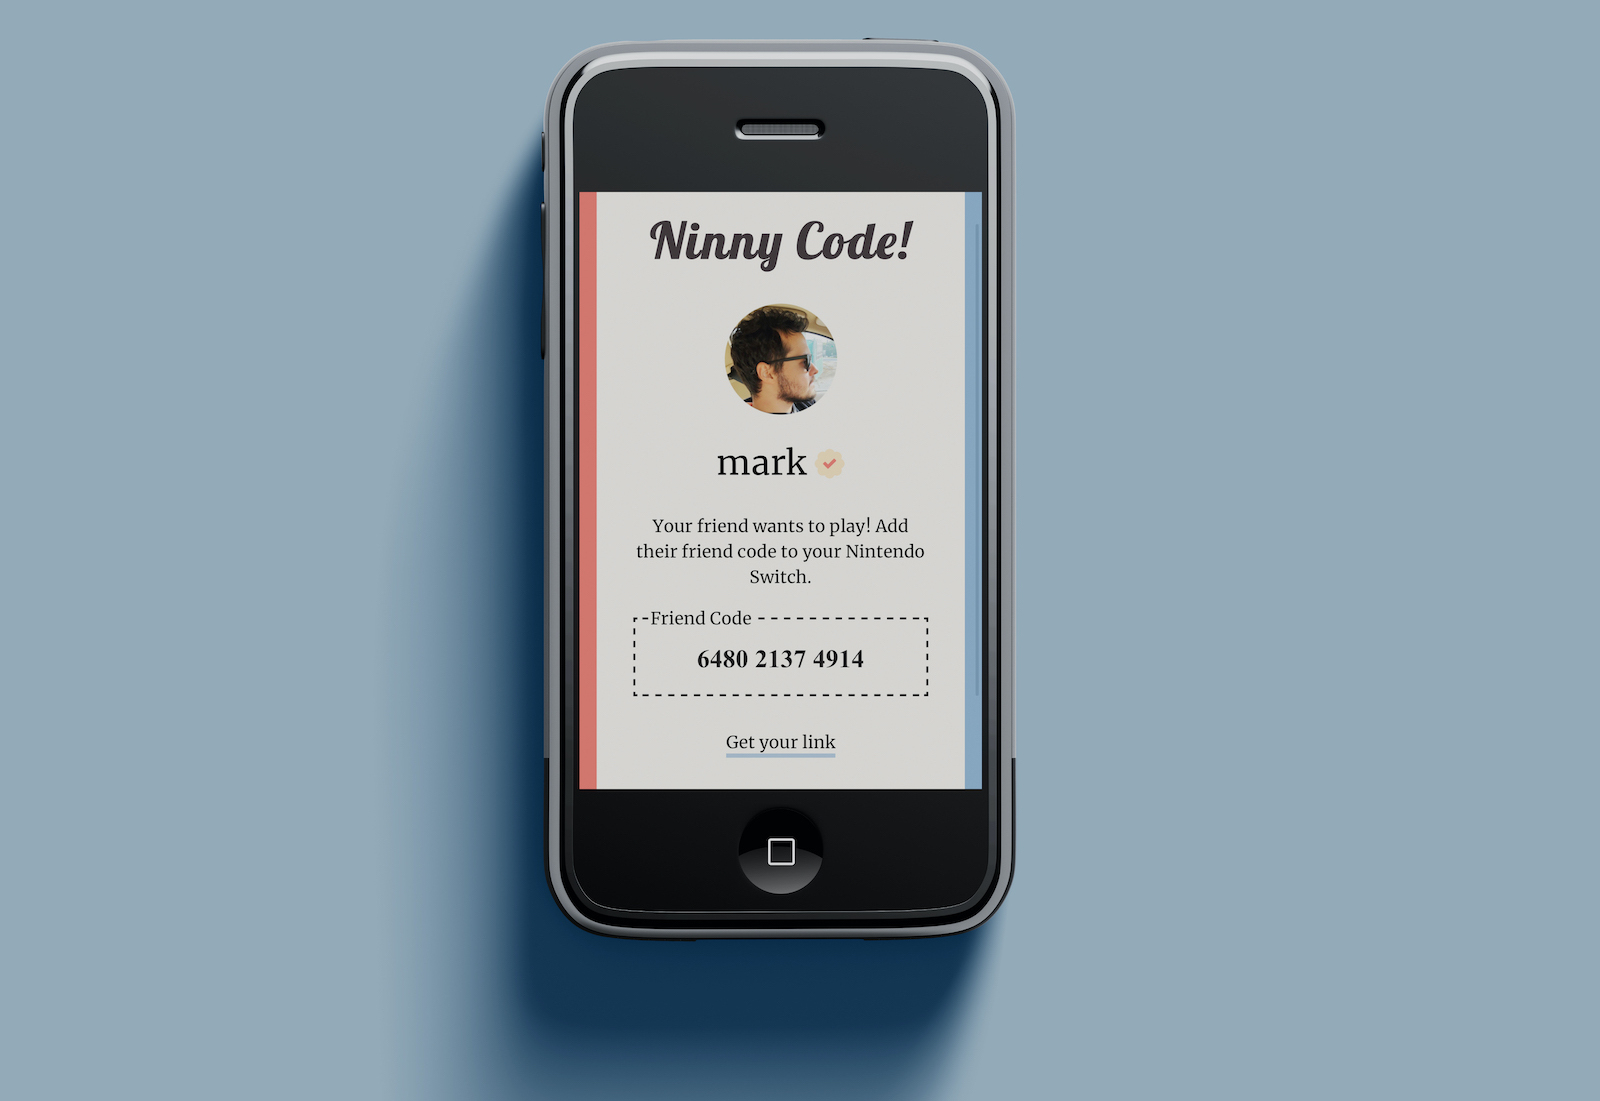 Ninny Code!
mark
Your friend wants to play! Add
their friend code to your Nintendo
Switch.
Friend Code
6480 2137 4914
Get your link